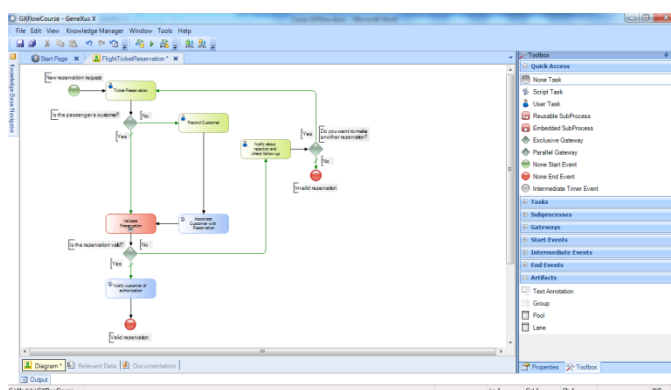 GXFlowCourse - GeneXus X
File Edit View Knowledge Manager Window Tools Help
Start Page
FlightTicketReservation *
Knowledge Base Navigator
New reservation request
Ticket Reservation
Is the passenger a customer?
No
Yes
Record Customer
Notify about
rejection and
check follow-up
Yes
Do you want to make
another reservation?
No
Invalid reservation
Validate
Reservation
Associate
Customer with
Reservation
Is the reservation valid?
No
Yes
Notify customer of
authorization
Valid reservation
Diagram *
Relevant Data
Documentation
Output
Toolbox
Quick Access
None Task
Script Task
User Task
Reusable SubProcess
Embedded SubProcess
Exclusive Gateway
Parallel Gateway
None Start Event
None End Event
Intermediate Timer Event
Tasks
Subprocesses
Gateways
Start Events
Intermediate Events
End Events
Artifacts
Text Annotation
Group
Pool
Lane
Properties
Toolbox